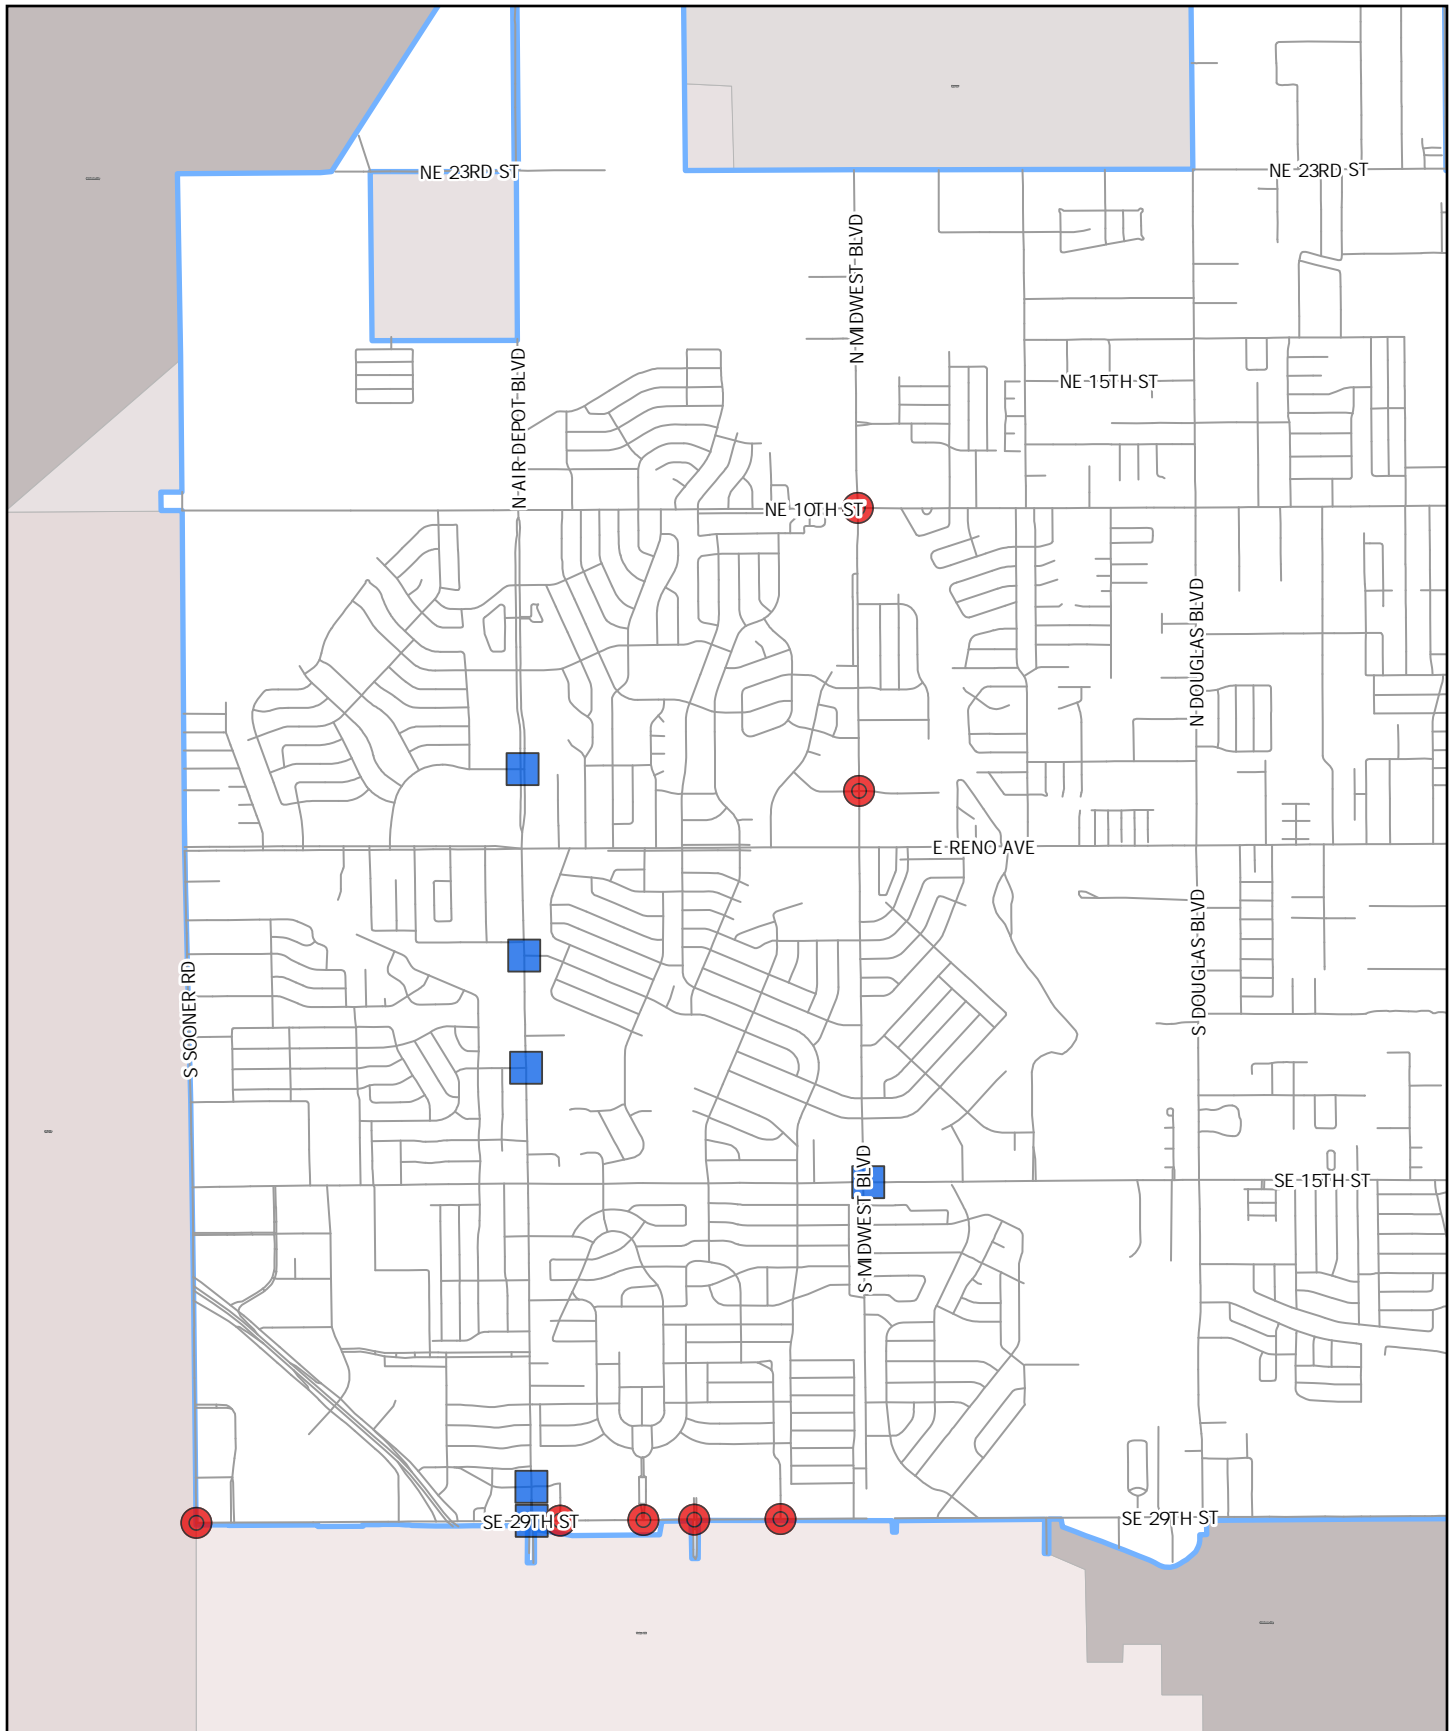 NE 23RD ST
NE 23RD ST
N MIDWEST BLVD
N AIR DEPOT BLVD
NE 15TH ST
NE 10TH ST
N DOUGLAS BLVD
E RENO AVE
S DOUGLAS BLVD
S SOONER RD
S MIDWEST BLVD
SE 15TH ST
SE 29TH ST
SE 29TH ST